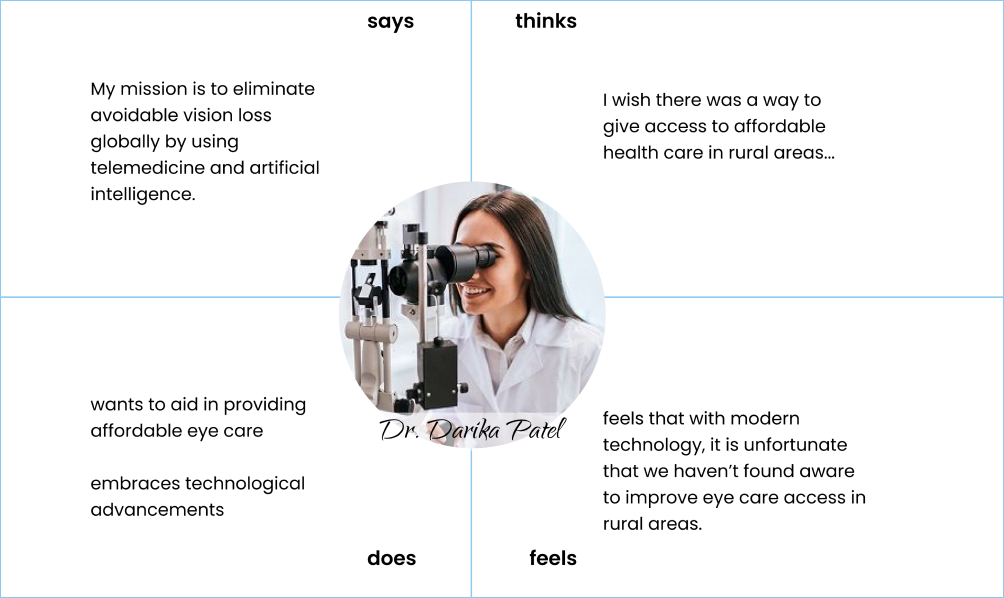 says
thinks
My mission is to eliminate
avoidable vision loss
globally by using
telemedicine and artificial
intelligence.
I wish there was a way to
give access to affordable
health care in rural areas...
Dr. Darika Patel
wants to aid in providing
affordable eye care
embraces technological
advancements
feels that with modern
technology, it is unfortunate
that we haven't found aware
to improve eye care access in
rural areas.
does
feels